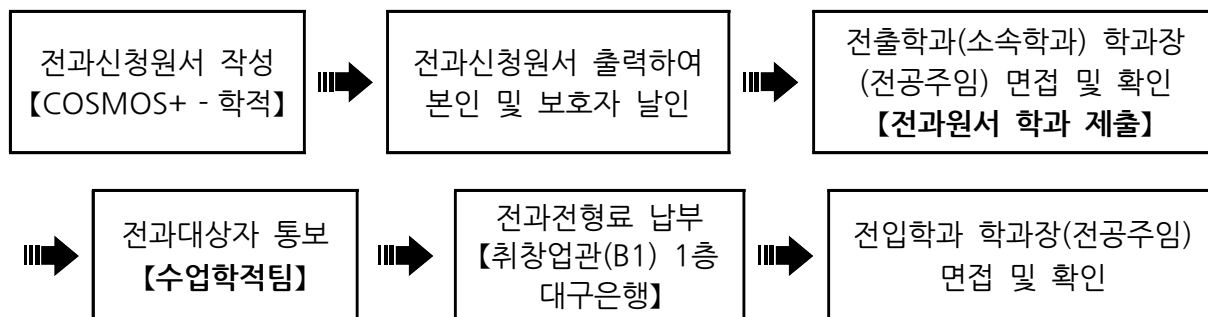 전과신청원서 작성
【COSMOS+ - 학적】
전과신청원서 출력하여
본인 및 보호자 날인
전출학과(소속학과) 학과장
(전공주임) 면접 및 확인
【전과원서 학과 제출】
전과대상자 통보
【수업학적팀】
전과전형료 납부
【취창업관(B1) 1층
대구은행】
전입학과 학과장(전공주임)
면접 및 확인